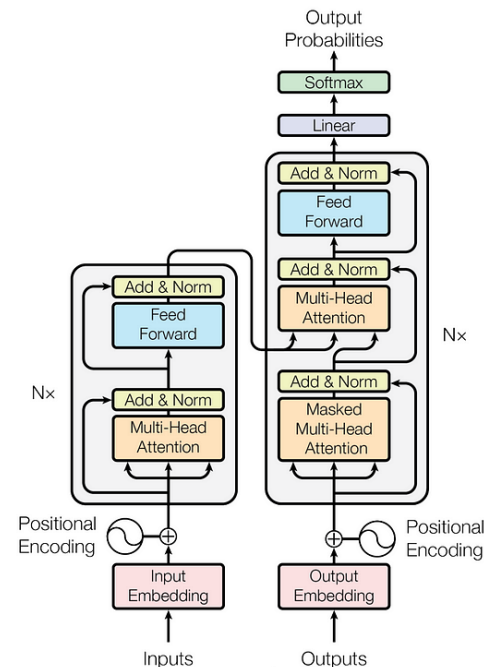 Output
Probabilities
Softmax
Linear
Add & Norm
Feed
Forward
Add & Norm
Multi-Head
Attention
Add & Norm
Masked
Multi-Head
Attention
Nx
Add & Norm
Feed
Forward
Add & Norm
Multi-Head
Attention
Nx
Positional
Encoding
Positional
Encoding
Input
Embedding
Output
Embedding
Inputs
Outputs